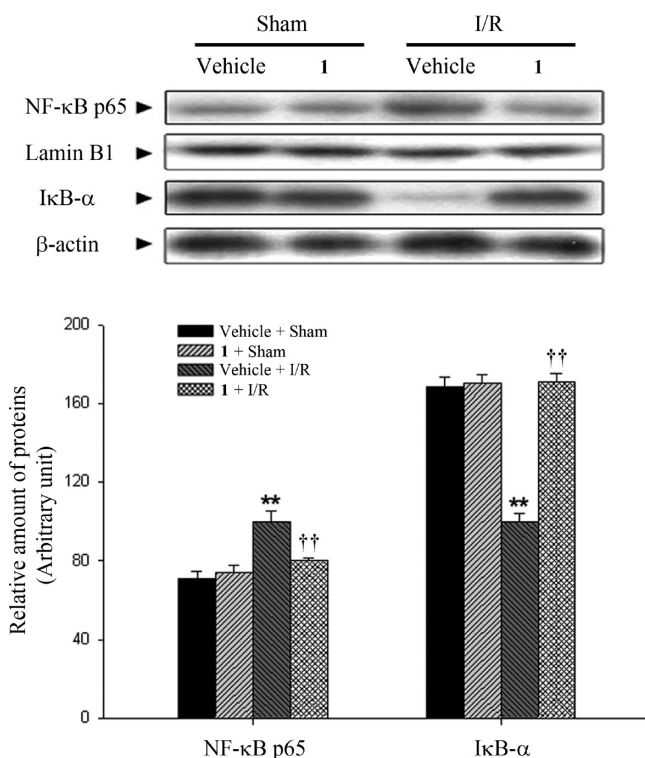 Sham I/R
Vehicle 1 Vehicle 1
NF-κB p65
Lamin B1
IκB-α
β-actin
200
160
120
80
40
0
Relative amount of proteins
(Arbitrary unit)
Vehicle + Sham
1 + Sham
Vehicle + I/R
1 + I/R
**
††
**
††
NF-κB p65 IκB-α